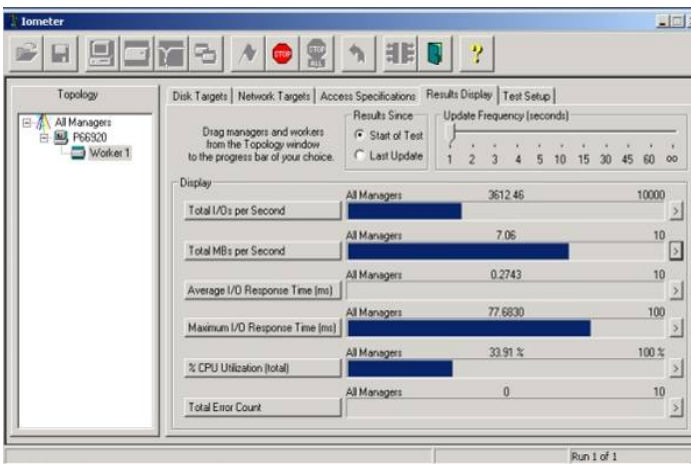 Iometer
STOP
STOP
ALL
?
Topology
All Managers
P66920
Worker 1
Disk Targets
Network Targets
Access Specifications
Results Display
Test Setup
Drag managers and workers
from the Topology window
to the progress bar of your choice.
Results Since
Start of Test
Last Update
Update Frequency (seconds)
1 2 3 4 5 10 15 30 45 60 ∞
Display
All Managers 3612.46 10000
Total I/Os per Second >
All Managers 7.06 10
Total MBs per Second >
All Managers 0.2743 10
Average I/O Response Time (ms) >
All Managers 77.6830 100
Maximum I/O Response Time (ms) >
All Managers 33.91 % 100 %
% CPU Utilization (total) >
All Managers 0 10
Total Error Count >
Run 1 of 1